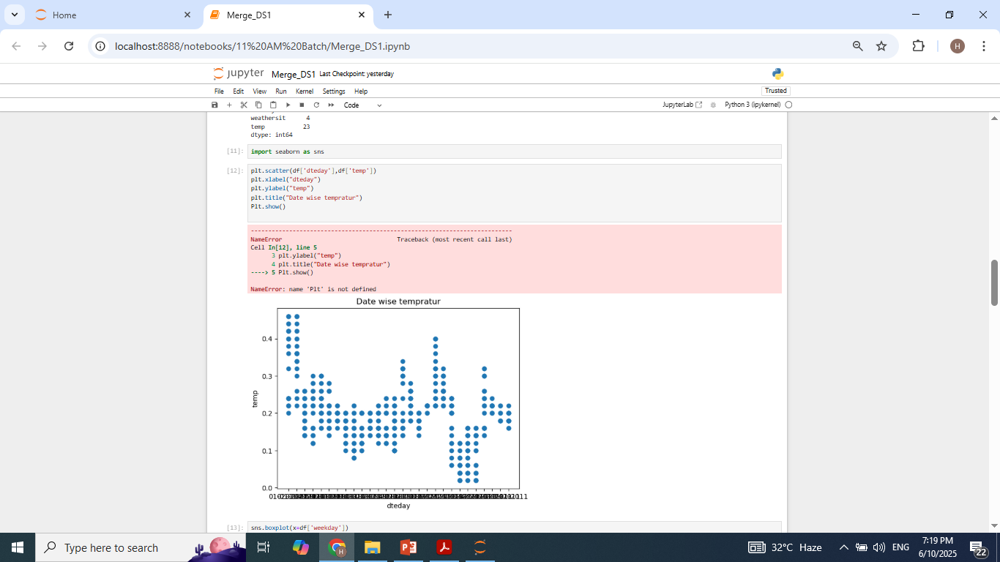 Home
Merge_DS1
localhost:8888/notebooks/11%20AM%20Batch/Merge_DS1.ipynb
H
jupyter Merge_DS1 Last Checkpoint: yesterday
File Edit View Run Kernel Settings Help
Trusted
Code
JupyterLab
Python 3 (ipykernel)
weathersit 4
temp 23
dtype: int64
[11]: import seaborn as sns
[12]: plt.scatter(df['dteday'],df['temp'])
plt.xlabel("dteday")
plt.ylabel("temp")
plt.title("Date wise tempratur")
Plt.show()
---------------------------------------------------------------------------
NameError Traceback (most recent call last)
Cell In[12], line 5
3 plt.ylabel("temp")
4 plt.title("Date wise tempratur")
----> 5 Plt.show()
NameError: name 'Plt' is not defined
Date wise tempratur
0.4
0.3
temp
0.2
0.1
0.0
dteday
[13]: sns.boxplot(x=df['weekday'])
Type here to search
H
32°C Haze
ENG
7:19 PM
6/10/2025
22